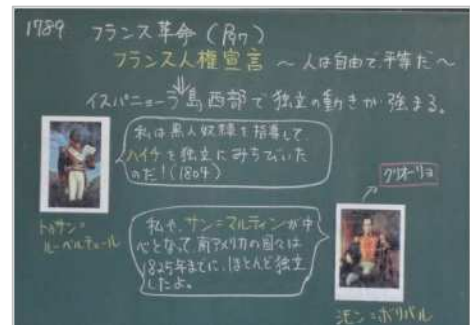 1789 フランス革命(仏)
フランス人権宣言 ～人は自由で、平等だ～
イスパニョーラ島西部で独立の動きが強まる。
私は黒人奴隷を指導して、
ハイチを独立にみちびいた
のだ!(1804)
トゥサン=
ルーベルチュール
クリオーリョ
私や、サン=マルティンが中
心となって、南アメリカの国々は
1825年までに、ほとんど独立
したよ。
シモン=ボリバル